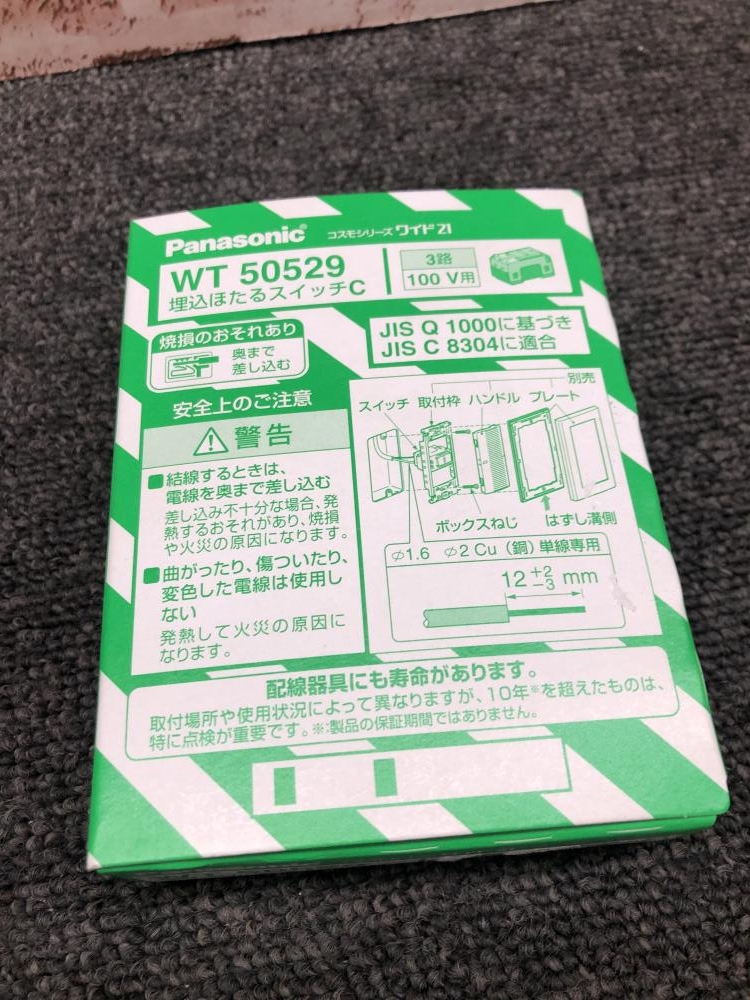 Panasonic コスモシリーズ ワイド21
WT 50529
埋込ほたるスイッチC
3路
100 V用
焼損のおそれあり
奥まで
差し込む
JIS Q 1000に基づき
JIS C 8304に適合
安全上のご注意
警告
■結線するときは、
電線を奥まで差し込む
差し込み不十分な場合、発
熱するおそれがあり、焼損
や火災の原因になります。
■曲がったり、傷ついたり、
変色した電線は使用し
ない
発熱して火災の原因に
なります。
別売
スイッチ 取付枠 ハンドル プレート
ボックスねじ はずし溝側
φ1.6 φ2 Cu（銅）単線専用
12 +2 -3 mm
配線器具にも寿命があります。
取付場所や使用状況によって異なりますが、10年※を超えたものは、
特に点検が重要です。※:製品の保証期間ではありません。